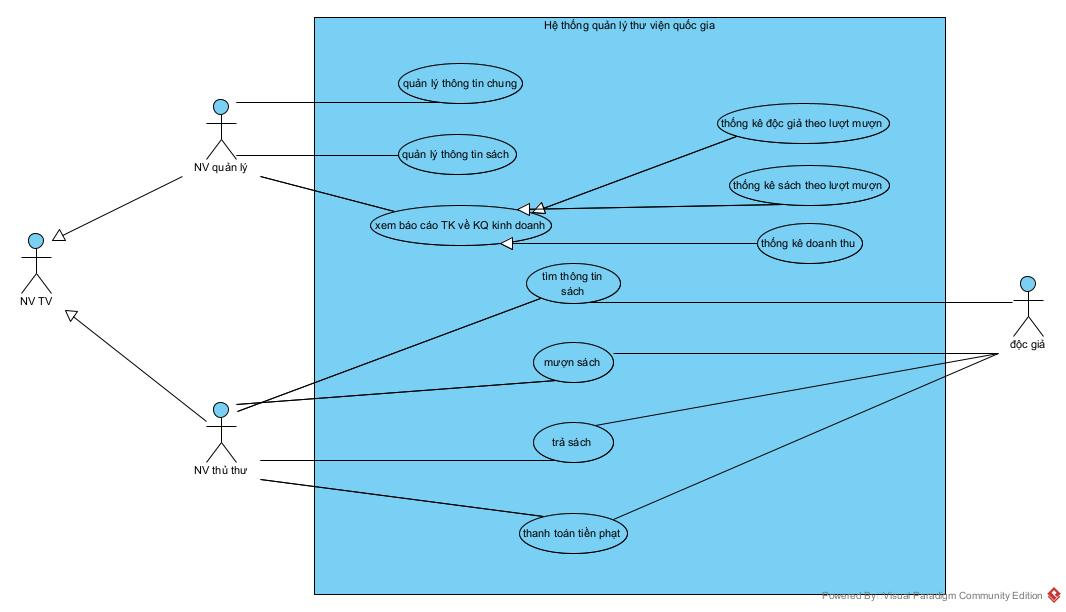 Hệ thống quản lý thư viện quốc gia
quản lý thông tin chung
thống kê độc giả theo lượt mượn
quản lý thông tin sách
NV quản lý
thống kê sách theo lượt mượn
xem báo cáo TK về KQ kinh doanh
thống kê doanh thu
tìm thông tin
sách
NV TV
độc giả
mượn sách
trả sách
NV thủ thư
thanh toán tiền phạt
Powered By: Visual Paradigm Community Edition